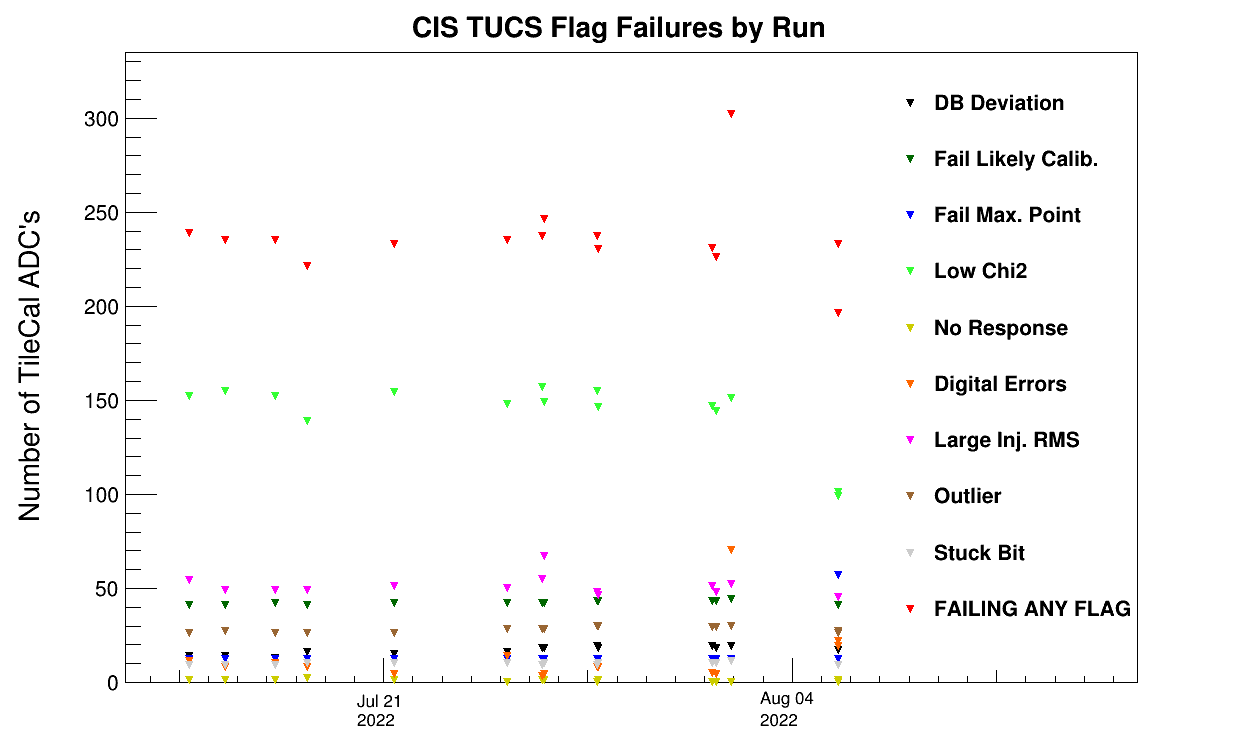 CIS TUCS Flag Failures by Run
Number of TileCal ADC's
300
250
200
150
100
50
0
Jul 21
2022
Aug 04
2022
DB Deviation
Fail Likely Calib.
Fail Max. Point
Low Chi2
No Response
Digital Errors
Large Inj. RMS
Outlier
Stuck Bit
FAILING ANY FLAG